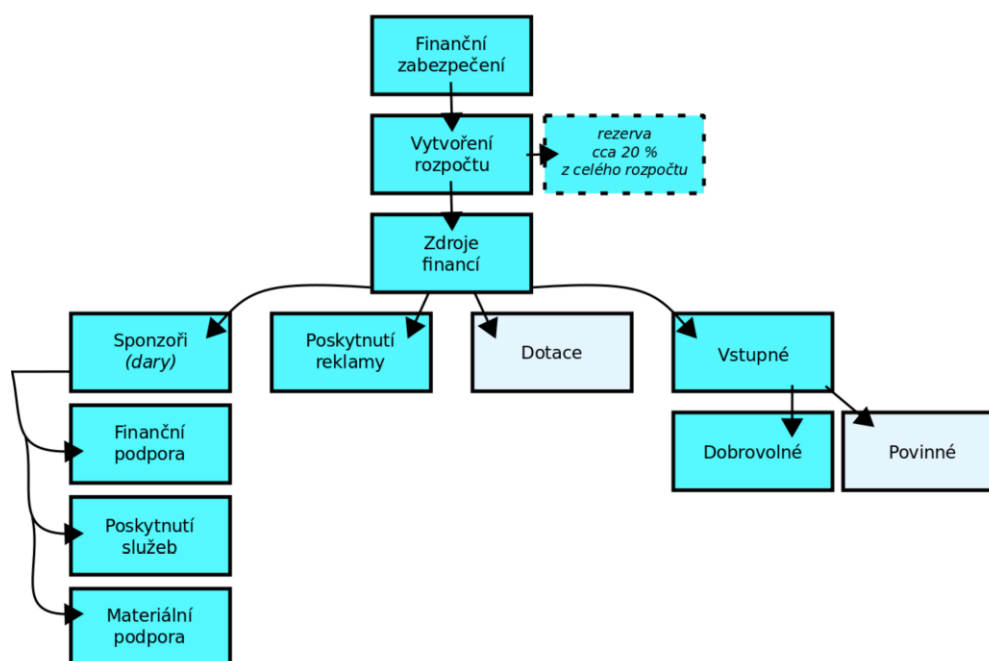 Finanční
zabezpečení
Vytvoření
rozpočtu
rezerva
cca 20 %
z celého rozpočtu
Zdroje
financí
Sponzoři
(dary)
Poskytnutí
reklamy
Dotace
Vstupné
Finanční
podpora
Dobrovolné
Povinné
Poskytnutí
služeb
Materiální
podpora